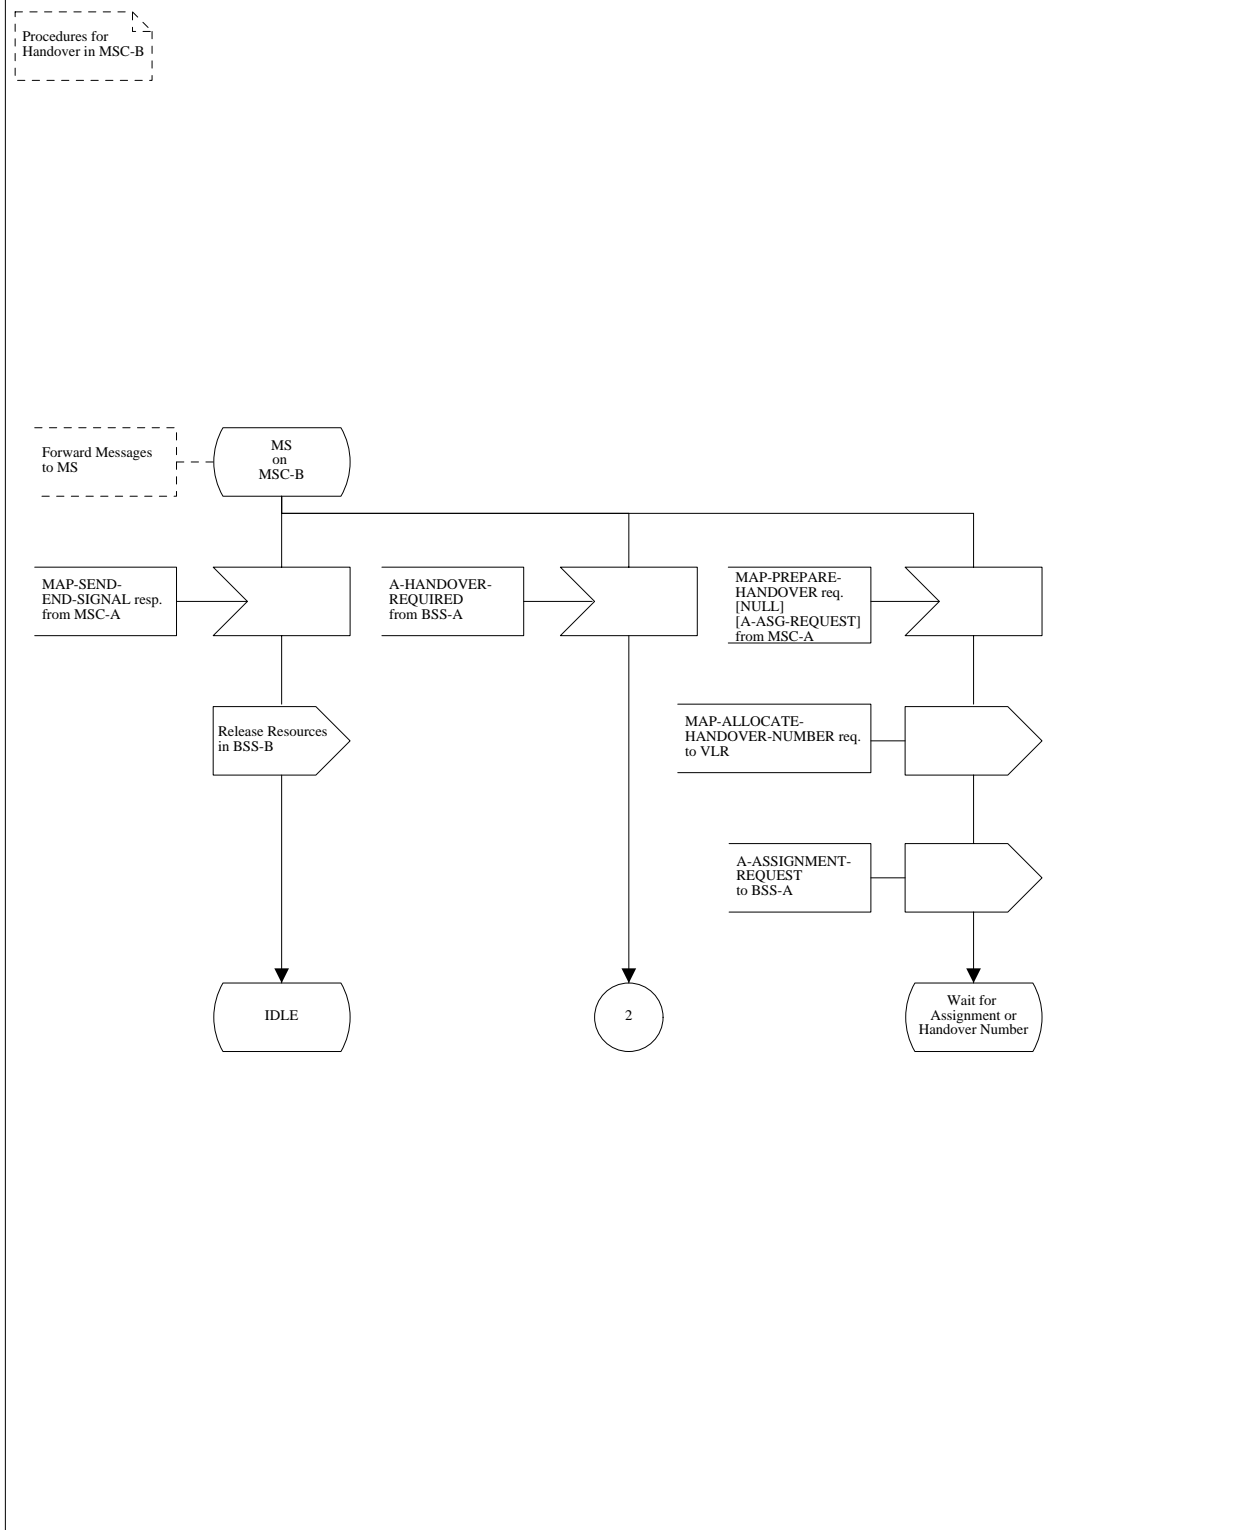 Procedures for
Handover in MSC-B
Forward Messages
to MS
MS
on
MSC-B
MAP-SEND-
END-SIGNAL resp.
from MSC-A
A-HANDOVER-
REQUIRED
from BSS-A
MAP-PREPARE-
HANDOVER req.
[NULL]
[A-ASG-REQUEST]
from MSC-A
Release Resources
in BSS-B
MAP-ALLOCATE-
HANDOVER-NUMBER req.
to VLR
A-ASSIGNMENT-
REQUEST
to BSS-A
IDLE
2
Wait for
Assignment or
Handover Number